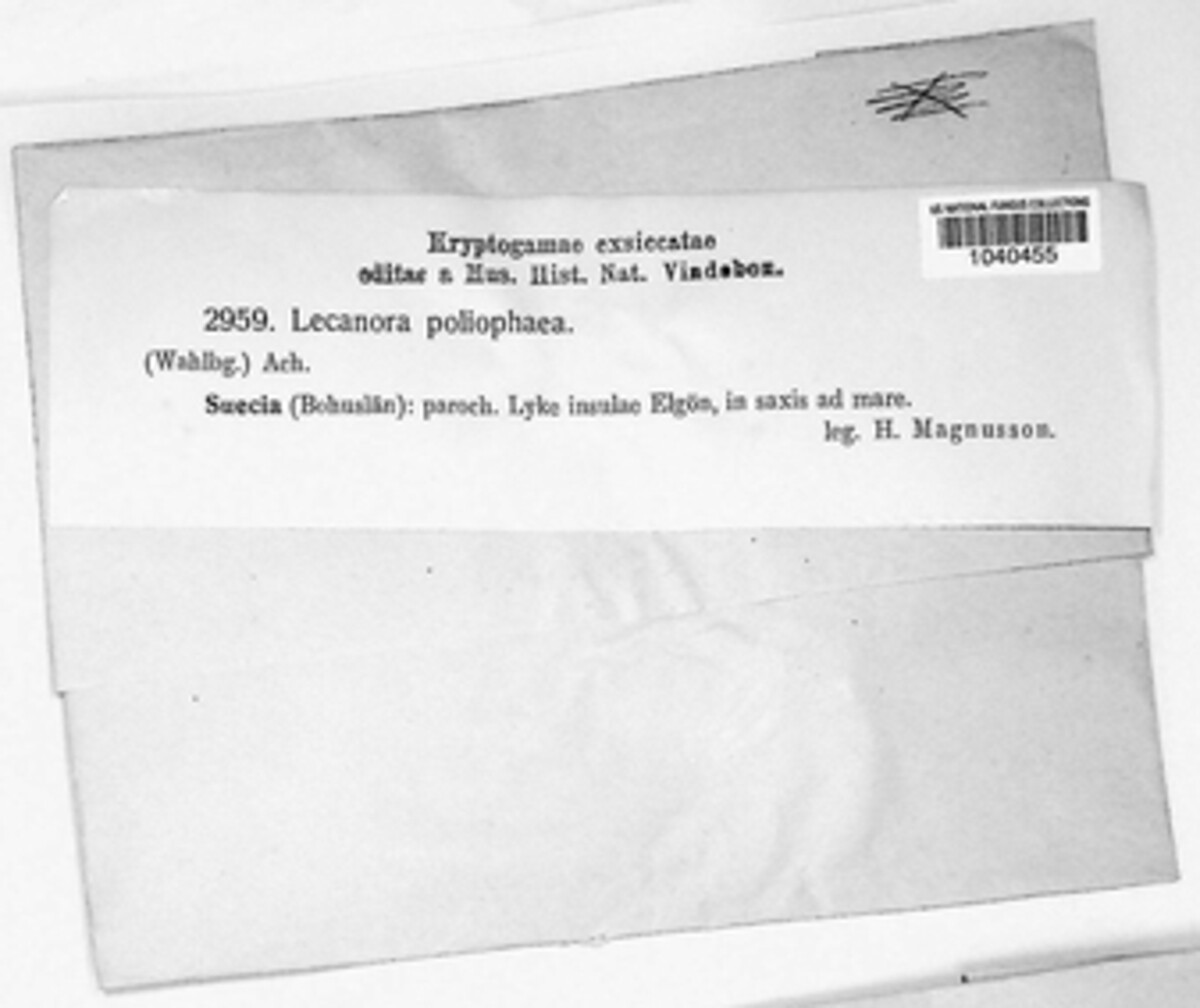 US NATIONAL FUNGUS COLLECTIONS
1040455
Kryptogamae exsiccatae
editae a Mus. Hist. Nat. Vindobon.
2959. Lecanora poliophaea.
(Wahlbg.) Ach.
Suecia (Bohuslän): paroch. Lyke insulae Elgön, in saxis ad mare.
leg. H. Magnusson.